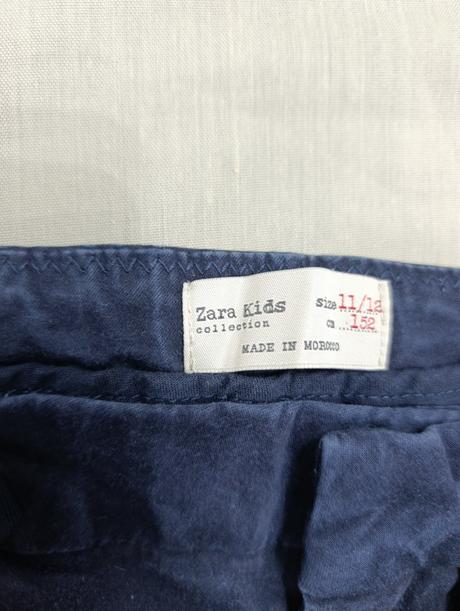 Zara Kids size 11/12
collection cm 152
MADE IN MOROCCO